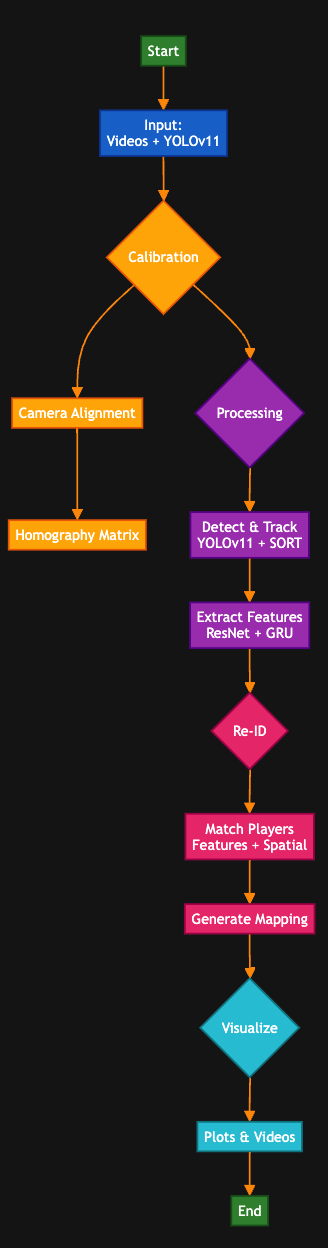 Start
Input:
Videos + YOLOv11
Calibration
Camera Alignment
Homography Matrix
Processing
Detect & Track
YOLOv11 + SORT
Extract Features
ResNet + GRU
Re-ID
Match Players
Features + Spatial
Generate Mapping
Visualize
Plots & Videos
End